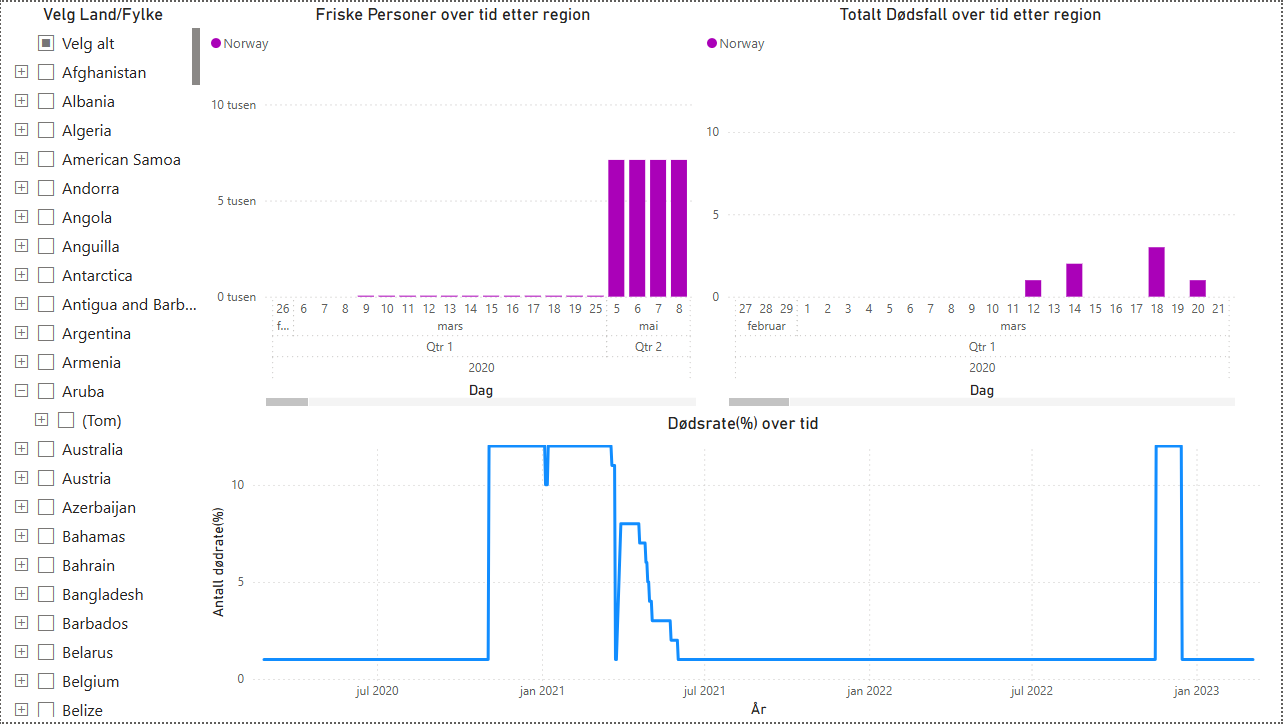 Velg Land/Fylke
Velg alt
Afghanistan
Albania
Algeria
American Samoa
Andorra
Angola
Anguilla
Antarctica
Antigua and Barb...
Argentina
Armenia
Aruba
(Tom)
Australia
Austria
Azerbaijan
Bahamas
Bahrain
Bangladesh
Barbados
Belarus
Belgium
Belize
Friske Personer over tid etter region
Norway
10 tusen
5 tusen
0 tusen
26 6 7 8 9 10 11 12 13 14 15 16 17 18 19 25 5 6 7 8
f... mars mai
Qtr 1 Qtr 2
2020
Dag
Totalt Dødsfall over tid etter region
Norway
10
5
0
27 28 29 1 2 3 4 5 6 7 8 9 10 11 12 13 14 15 16 17 18 19 20 21
februar mars
Qtr 1
2020
Dag
Dødsrate(%) over tid
Antall dødrate(%)
10
5
0
jul 2020 jan 2021 jul 2021 jan 2022 jul 2022 jan 2023
År